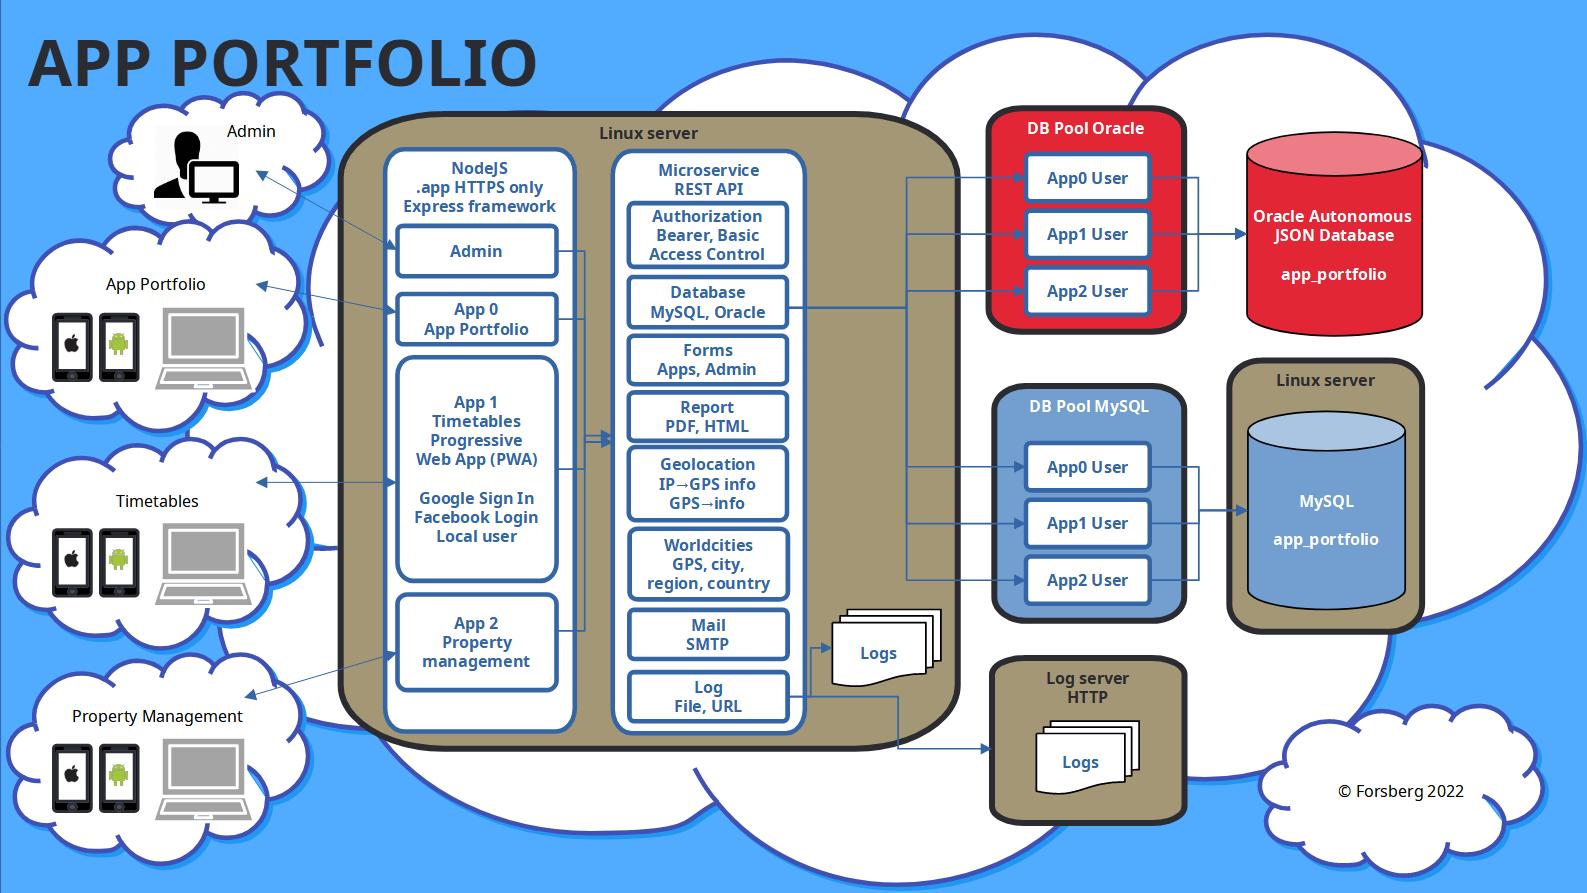 APP PORTFOLIO
Admin
App Portfolio
Timetables
Property Management
Linux server
NodeJS
.app HTTPS only
Express framework
Admin
App 0
App Portfolio
App 1
Timetables
Progressive
Web App (PWA)
Google Sign In
Facebook Login
Local user
App 2
Property
management
Microservice
REST API
Authorization
Bearer, Basic
Access Control
Database
MySQL, Oracle
Forms
Apps, Admin
Report
PDF, HTML
Geolocation
IP→GPS info
GPS→info
Worldcities
GPS, city,
region, country
Mail
SMTP
Log
File, URL
Logs
DB Pool Oracle
App0 User
App1 User
App2 User
Oracle Autonomous
JSON Database
app_portfolio
DB Pool MySQL
App0 User
App1 User
App2 User
Linux server
MySQL
app_portfolio
Log server
HTTP
Logs
© Forsberg 2022